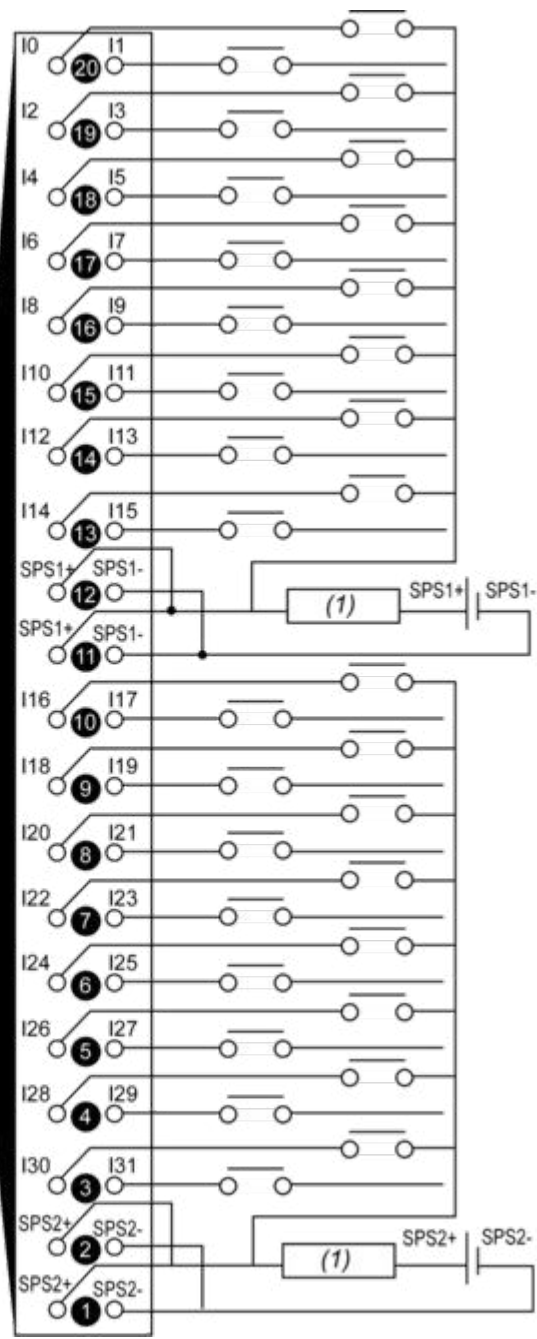 I0 I1
20
I2 I3
19
I4 I5
18
I6 I7
17
I8 I9
16
I10 I11
15
I12 I13
14
I14 I15
13
SPS1+ SPS1-
12
SPS1+ SPS1-
11
(1) SPS1+ SPS1-
I16 I17
10
I18 I19
9
I20 I21
8
I22 I23
7
I24 I25
6
I26 I27
5
I28 I29
4
I30 I31
3
SPS2+ SPS2-
2
SPS2+ SPS2-
1
(1) SPS2+ SPS2-